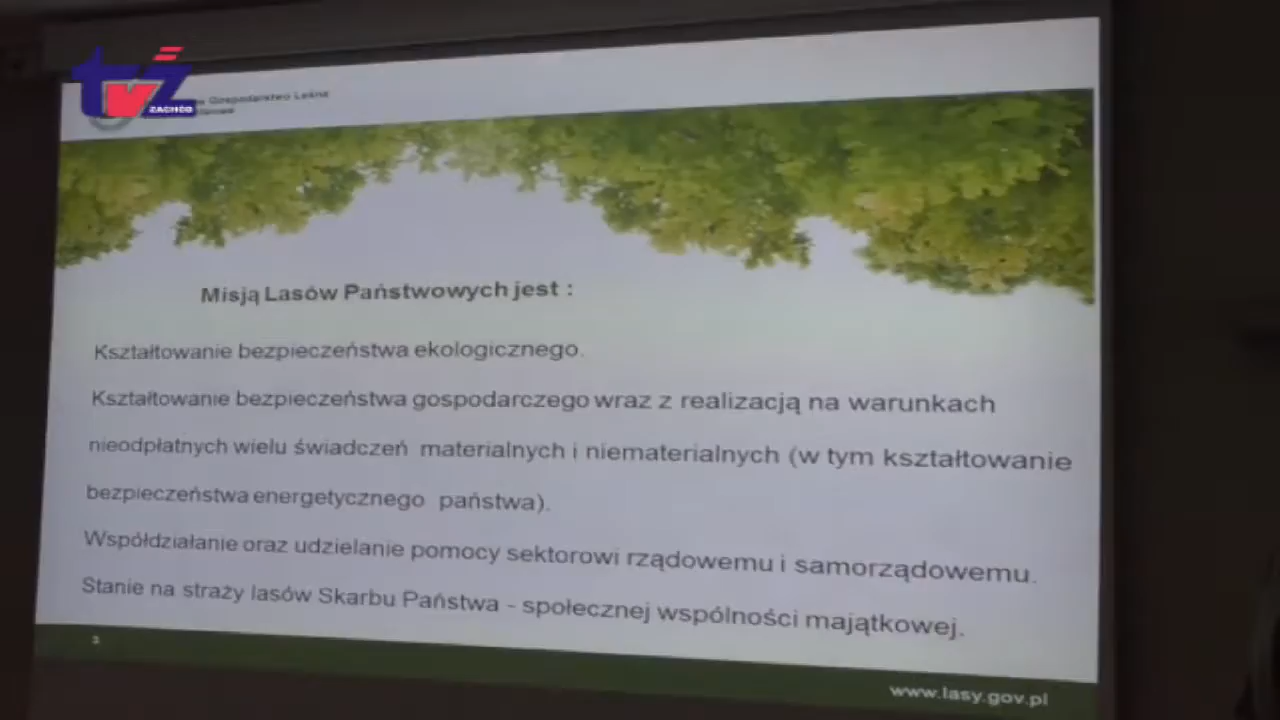 tvZ
ZACHÓD
Gospodarstwo Leśne
Misją Lasów Państwowych jest :
Kształtowanie bezpieczeństwa ekologicznego.
Kształtowanie bezpieczeństwa gospodarczego wraz z realizacją na warunkach
nieodpłatnych wielu świadczeń materialnych i niematerialnych (w tym kształtowanie
bezpieczeństwa energetycznego państwa).
Współdziałanie oraz udzielanie pomocy sektorowi rządowemu i samorządowemu.
Stanie na straży lasów Skarbu Państwa - społecznej wspólności majątkowej.
www.lasy.gov.pl